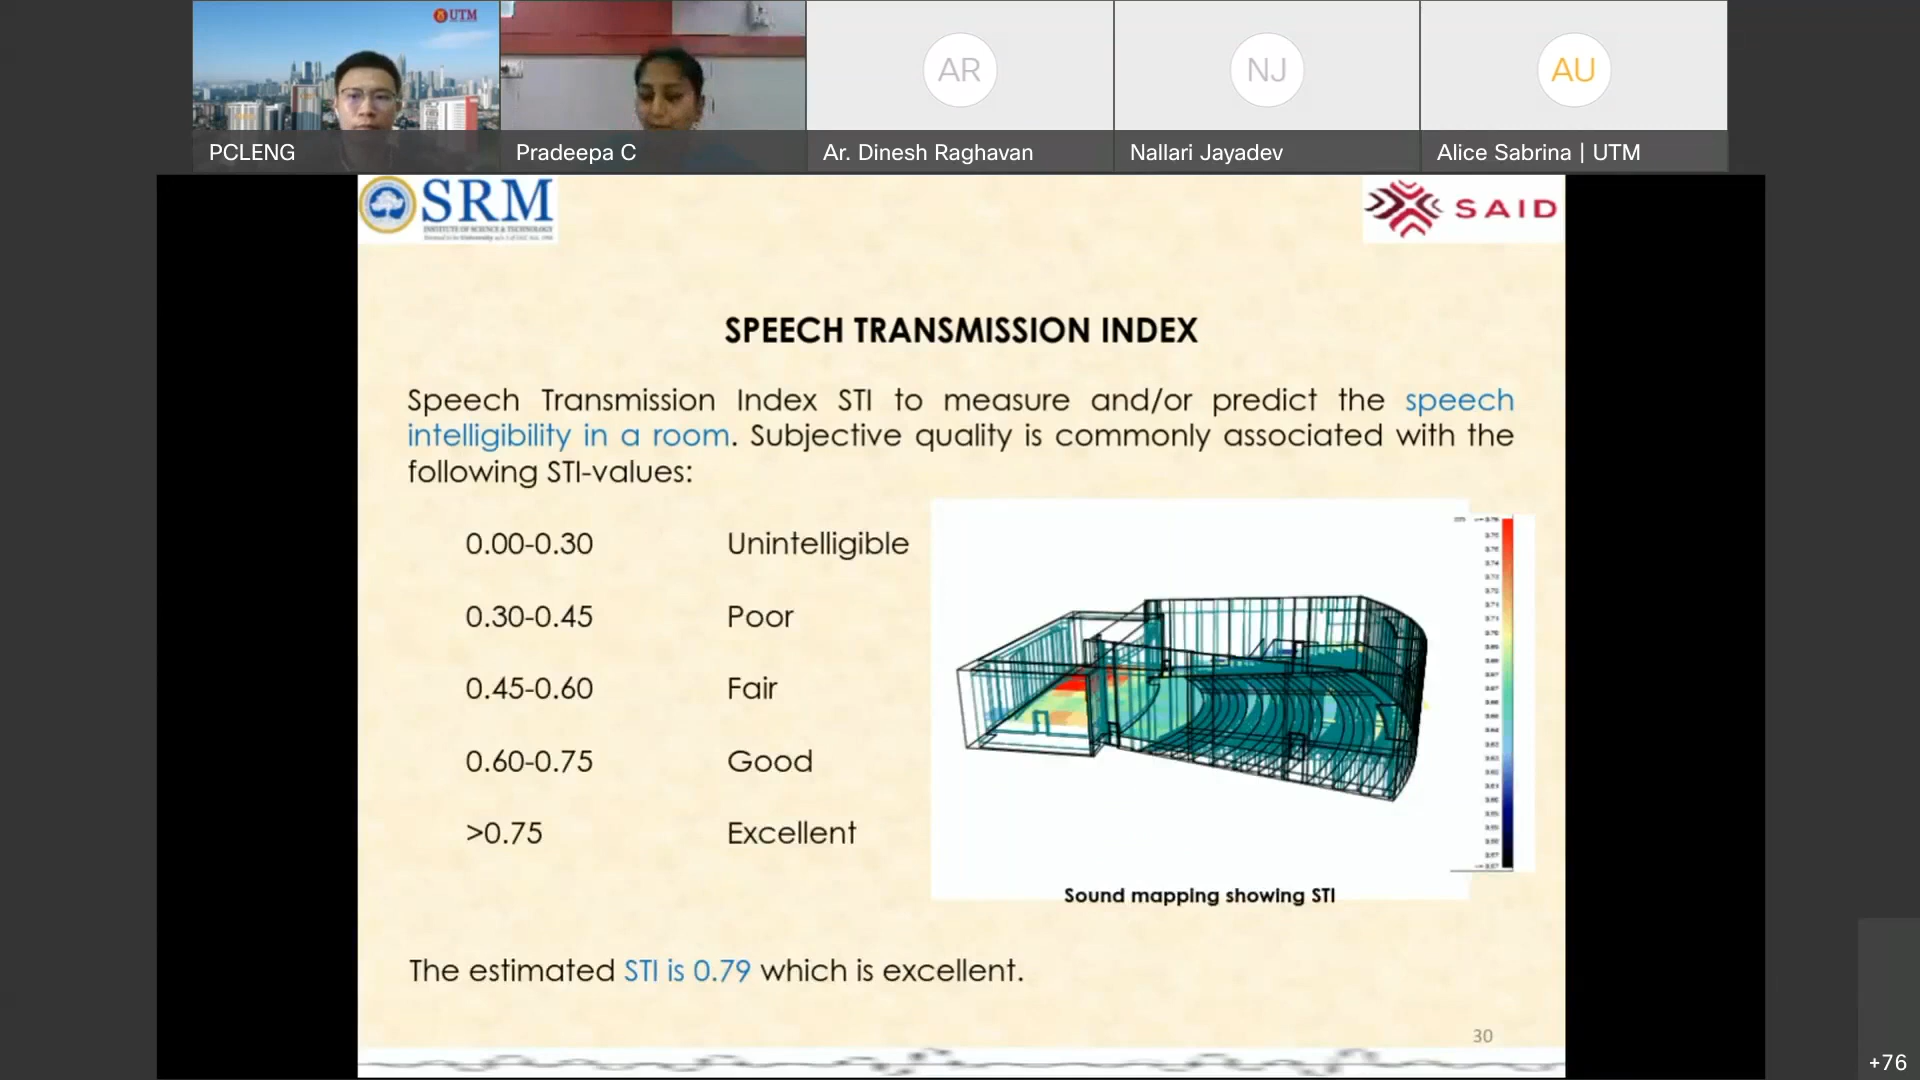 UTM
AR
NJ
AU
PCLENG
Pradeepa C
Ar. Dinesh Raghavan
Nallari Jayadev
Alice Sabrina | UTM
SRM
INSTITUTE OF SCIENCE & TECHNOLOGY
SAID
SPEECH TRANSMISSION INDEX
Speech Transmission Index STI to measure and/or predict the speech
intelligibility in a room. Subjective quality is commonly associated with the
following STI-values:
0.00-0.30 Unintelligible
0.30-0.45 Poor
0.45-0.60 Fair
0.60-0.75 Good
>0.75 Excellent
Sound mapping showing STI
The estimated STI is 0.79 which is excellent.
30
+76